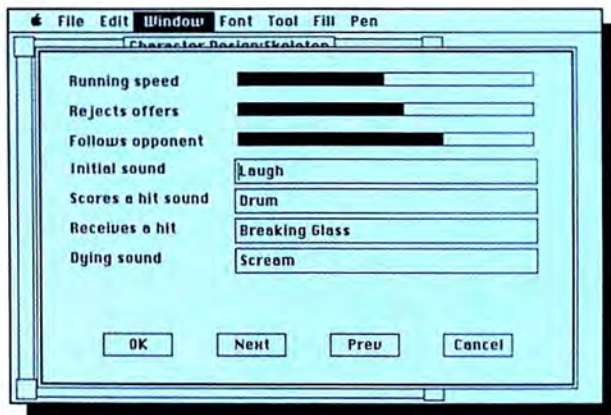 File Edit Window Font Tool Fill Pen
Character Design:Skeleton
Running speed
Rejects offers
Follows opponent
Initial sound Laugh
Scores a hit sound Drum
Receives a hit Breaking Glass
Dying sound Scream
OK Next Prev Cancel